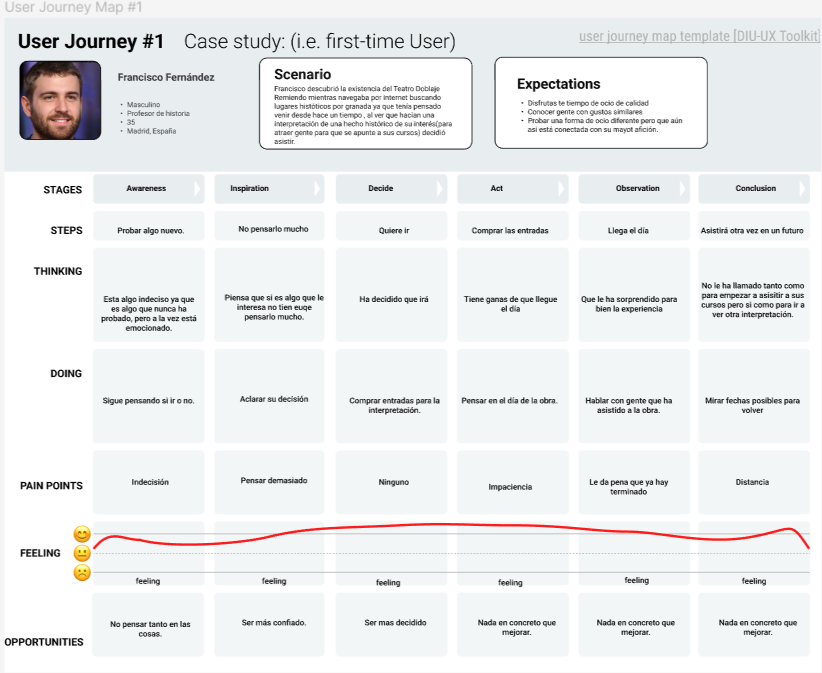 User Journey Map #1
User Journey #1 Case study: (i.e. first-time User)
user journey map template [DIU-UX Toolkit]
Francisco Fernández
• Masculino
• Profesor de historia
• 35
• Madrid, España
Scenario
Francisco descubrió la existencia del Teatro Doblaje
Remiendo mientras navegaba por internet buscando
lugares históticos por granada ya que tenía pensado
venir desde hace un tiempo , al ver que hacían una
interpretación de una hecho histórico de su interés(para
atraer gente para que se apunte a sus cursos) decidió
asistir.
Expectations
• Disfrutas te tiempo de ocio de calidad
• Conocer gente con gustos similares
• Probar una forma de ocio diferente pero que aún
así está conectada con su mayot afición.
STAGES
Awareness
Inspiration
Decide
Act
Observation
Conclusion
STEPS
Probar algo nuevo.
No pensarlo mucho
Quiere ir
Comprar las entradas
Llega el día
Asistirá otra vez en un futuro
THINKING
Esta algo indeciso ya que
es algo que nunca ha
probado, pero a la vez está
emocionado.
Piensa que si es algo que le
interesa no tien euqe
pensarlo mucho.
Ha decidido que irá
Tiene ganas de que llegue
el día
Que le ha sorprendido para
bien la experiencia
No le ha llamado tanto como
para empezar a asisitir a sus
cursos pero si como para ir a
ver otra interpretación.
DOING
Sigue pensando si ir o no.
Aclarar su decisión
Comprar entradas para la
interpretación.
Pensar en el día de la obra.
Hablar con gente que ha
asistido a la obra.
Mirar fechas posibles para
volver
PAIN POINTS
Indecisión
Pensar demasiado
Ninguno
Impaciencia
Le da pena que ya hay
terminado
Distancia
FEELING
feeling
feeling
feeling
feeling
feeling
feeling
OPPORTUNITIES
No pensar tanto en las
cosas.
Ser más confiado.
Ser mas decidido
Nada en concreto que
mejorar.
Nada en concreto que
mejorar.
Nada en concreto que
mejorar.